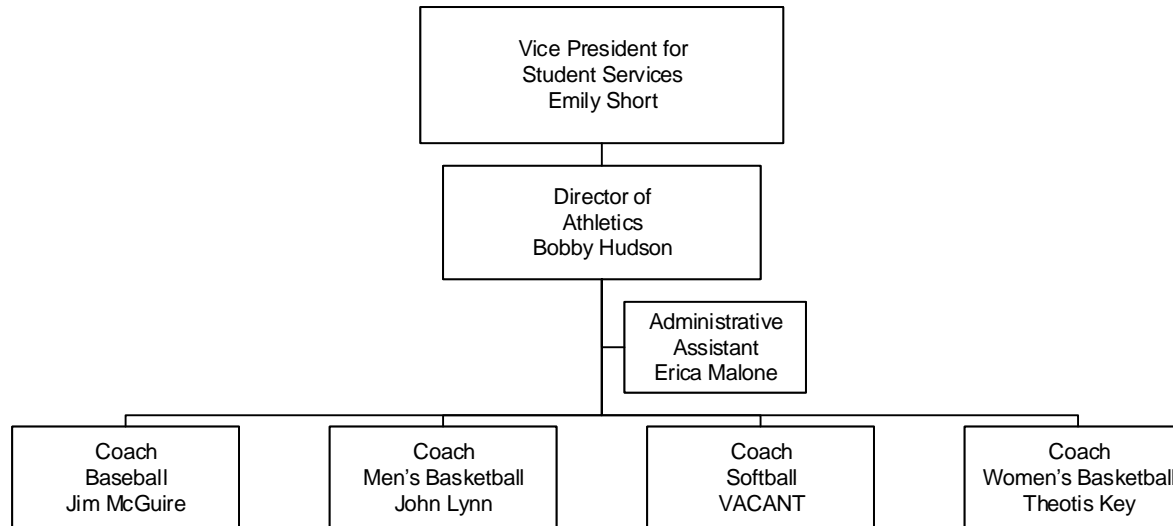 Vice President for
Student Services
Emily Short
Director of
Athletics
Bobby Hudson
Administrative
Assistant
Erica Malone
Coach
Baseball
Jim McGuire
Coach
Men’s Basketball
John Lynn
Coach
Softball
VACANT
Coach
Women’s Basketball
Theotis Key